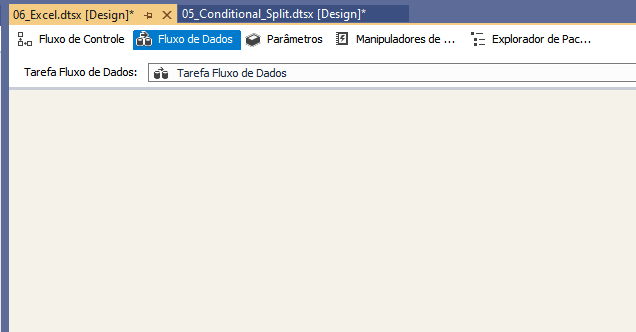 06_Excel.dtsx [Design]* 05_Conditional_Split.dtsx [Design]*
Fluxo de Controle Fluxo de Dados Parâmetros Manipuladores de ... Explorador de Pac...
Tarefa Fluxo de Dados: Tarefa Fluxo de Dados